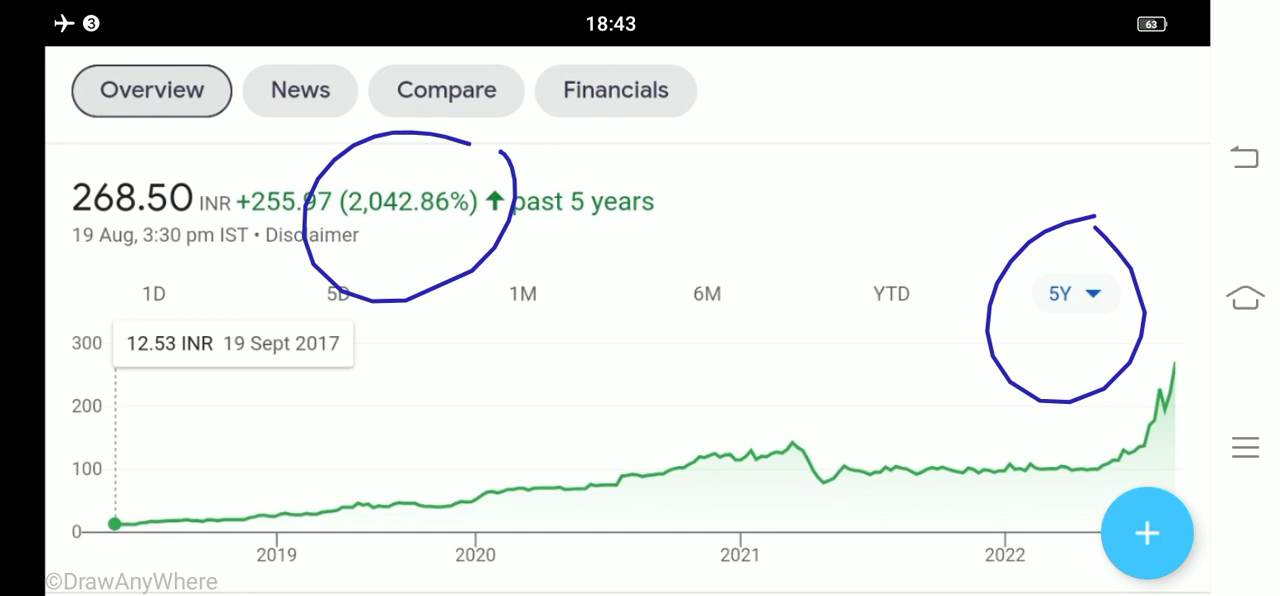 3 18:43 63
Overview News Compare Financials
268.50 INR +255.97 (2,042.86%) ↑ past 5 years
19 Aug, 3:30 pm IST • Disclaimer
1D 5D 1M 6M YTD 5Y
300
12.53 INR 19 Sept 2017
200
100
0
2019 2020 2021 2022
+
©DrawAnyWhere